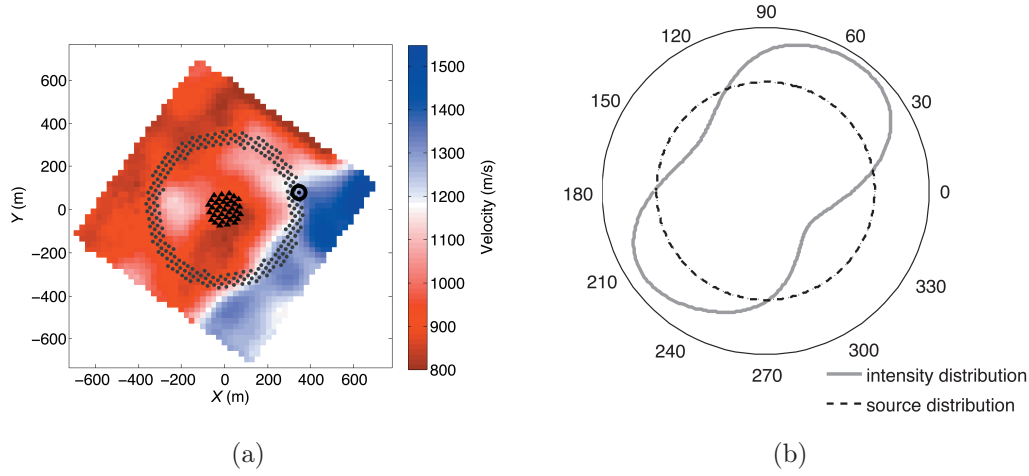 600
400
200
0
−200
−400
−600
Y (m)
−600 −400 −200 0 200 400 600
X (m)
1500
1400
1300
1200
1100
1000
900
800
Velocity (m/s)
(a)
90
120 60
150 30
180 0
210 330
240 300
270
intensity distribution
source distribution
(b)